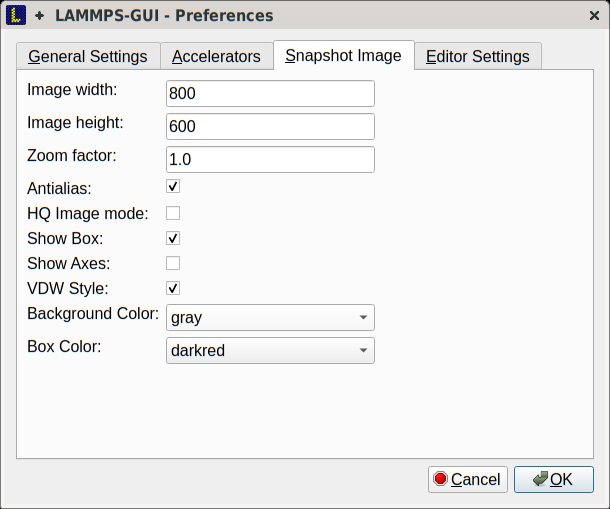 LAMMPS-GUI - Preferences
General Settings Accelerators Snapshot Image Editor Settings
Image width: 800
Image height: 600
Zoom factor: 1.0
Antialias:
HQ Image mode:
Show Box:
Show Axes:
VDW Style:
Background Color: gray
Box Color: darkred
Cancel OK